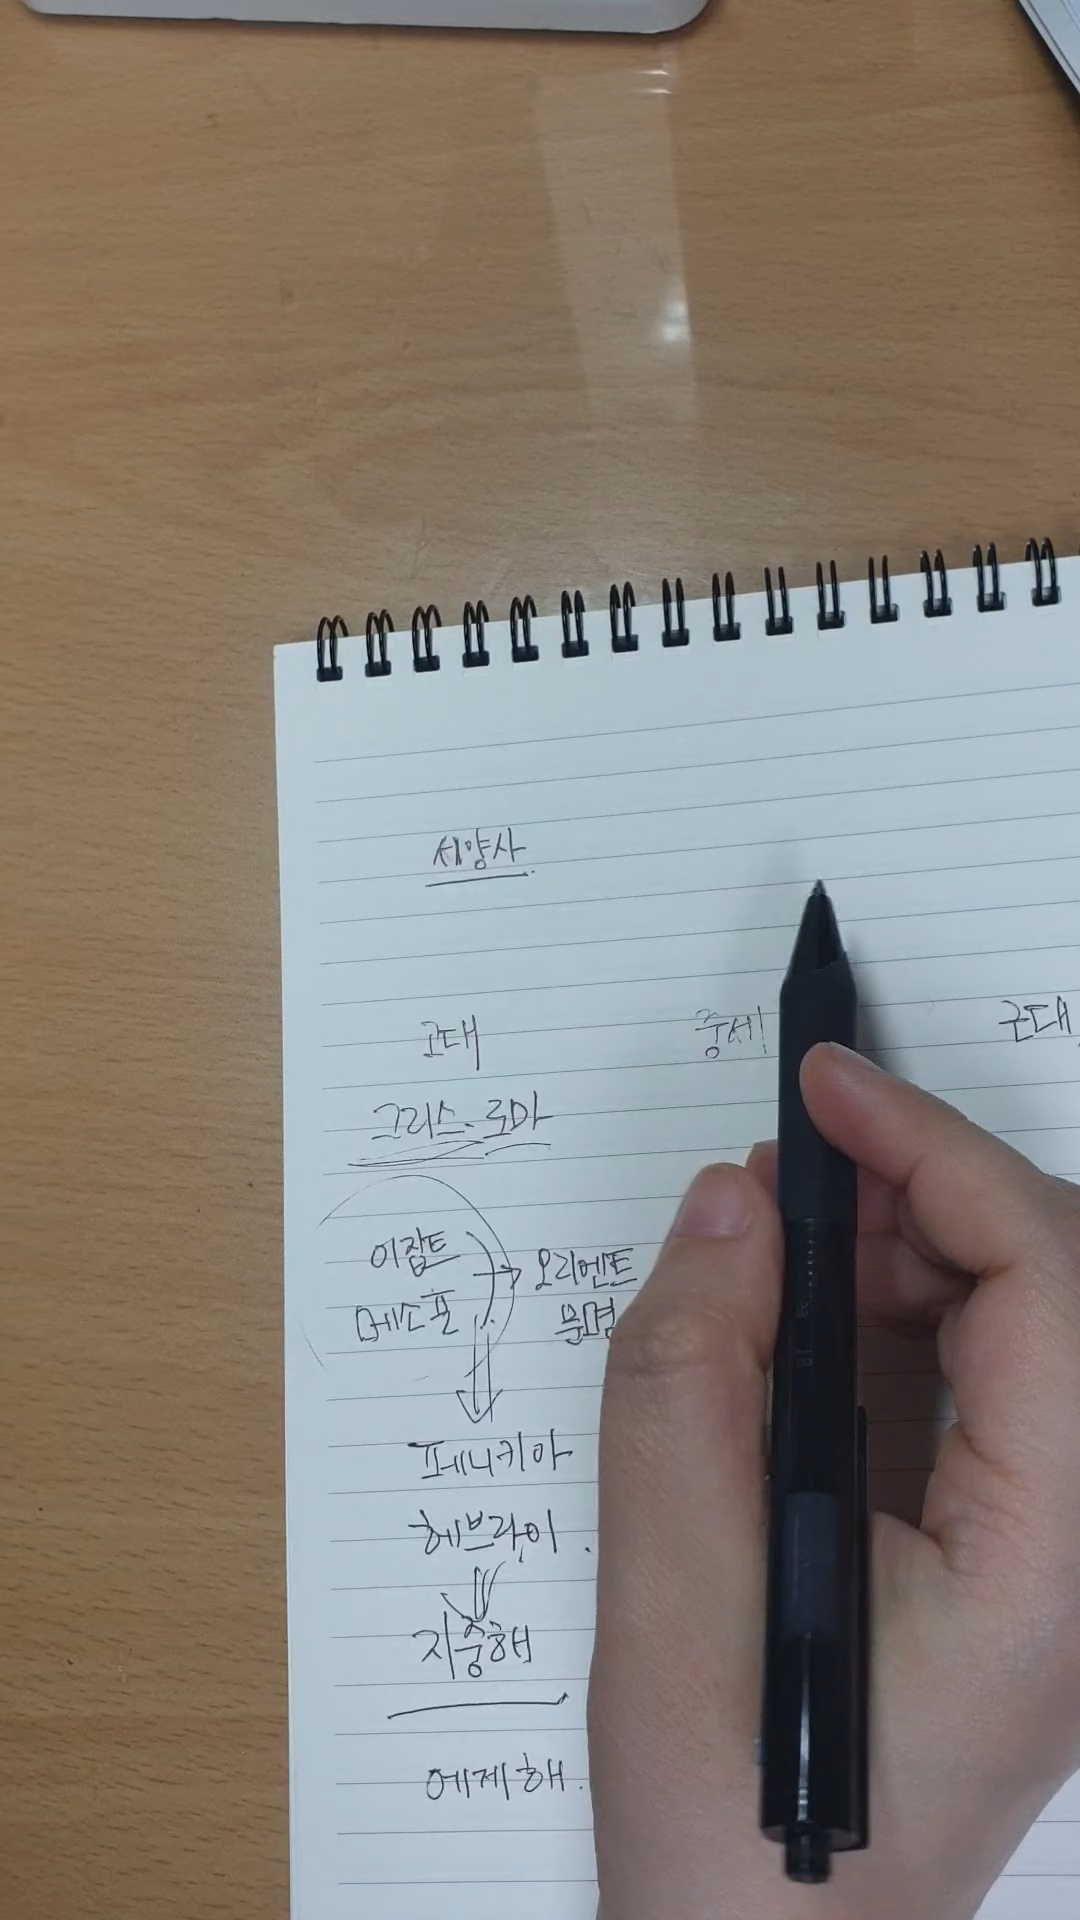 서양사
고대 중세 근대
그리스·로마
이집트
메소포 → 오리엔트
문명
페니키아
헤브라이.
지중해
에게해.